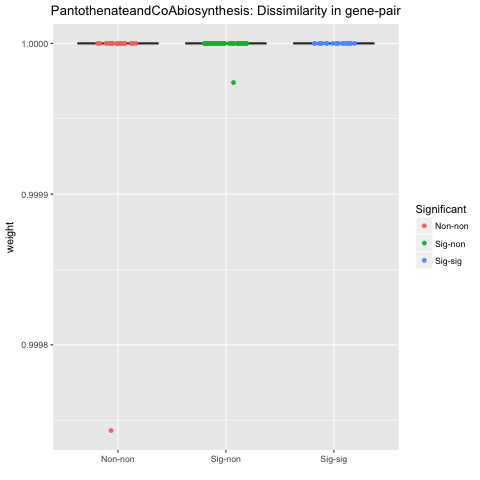 PantothenateandCoAbiosynthesis: Dissimilarity in gene-pair
1.0000
0.9999
0.9998
weight
Non-non
Sig-non
Sig-sig
Significant
Non-non
Sig-non
Sig-sig